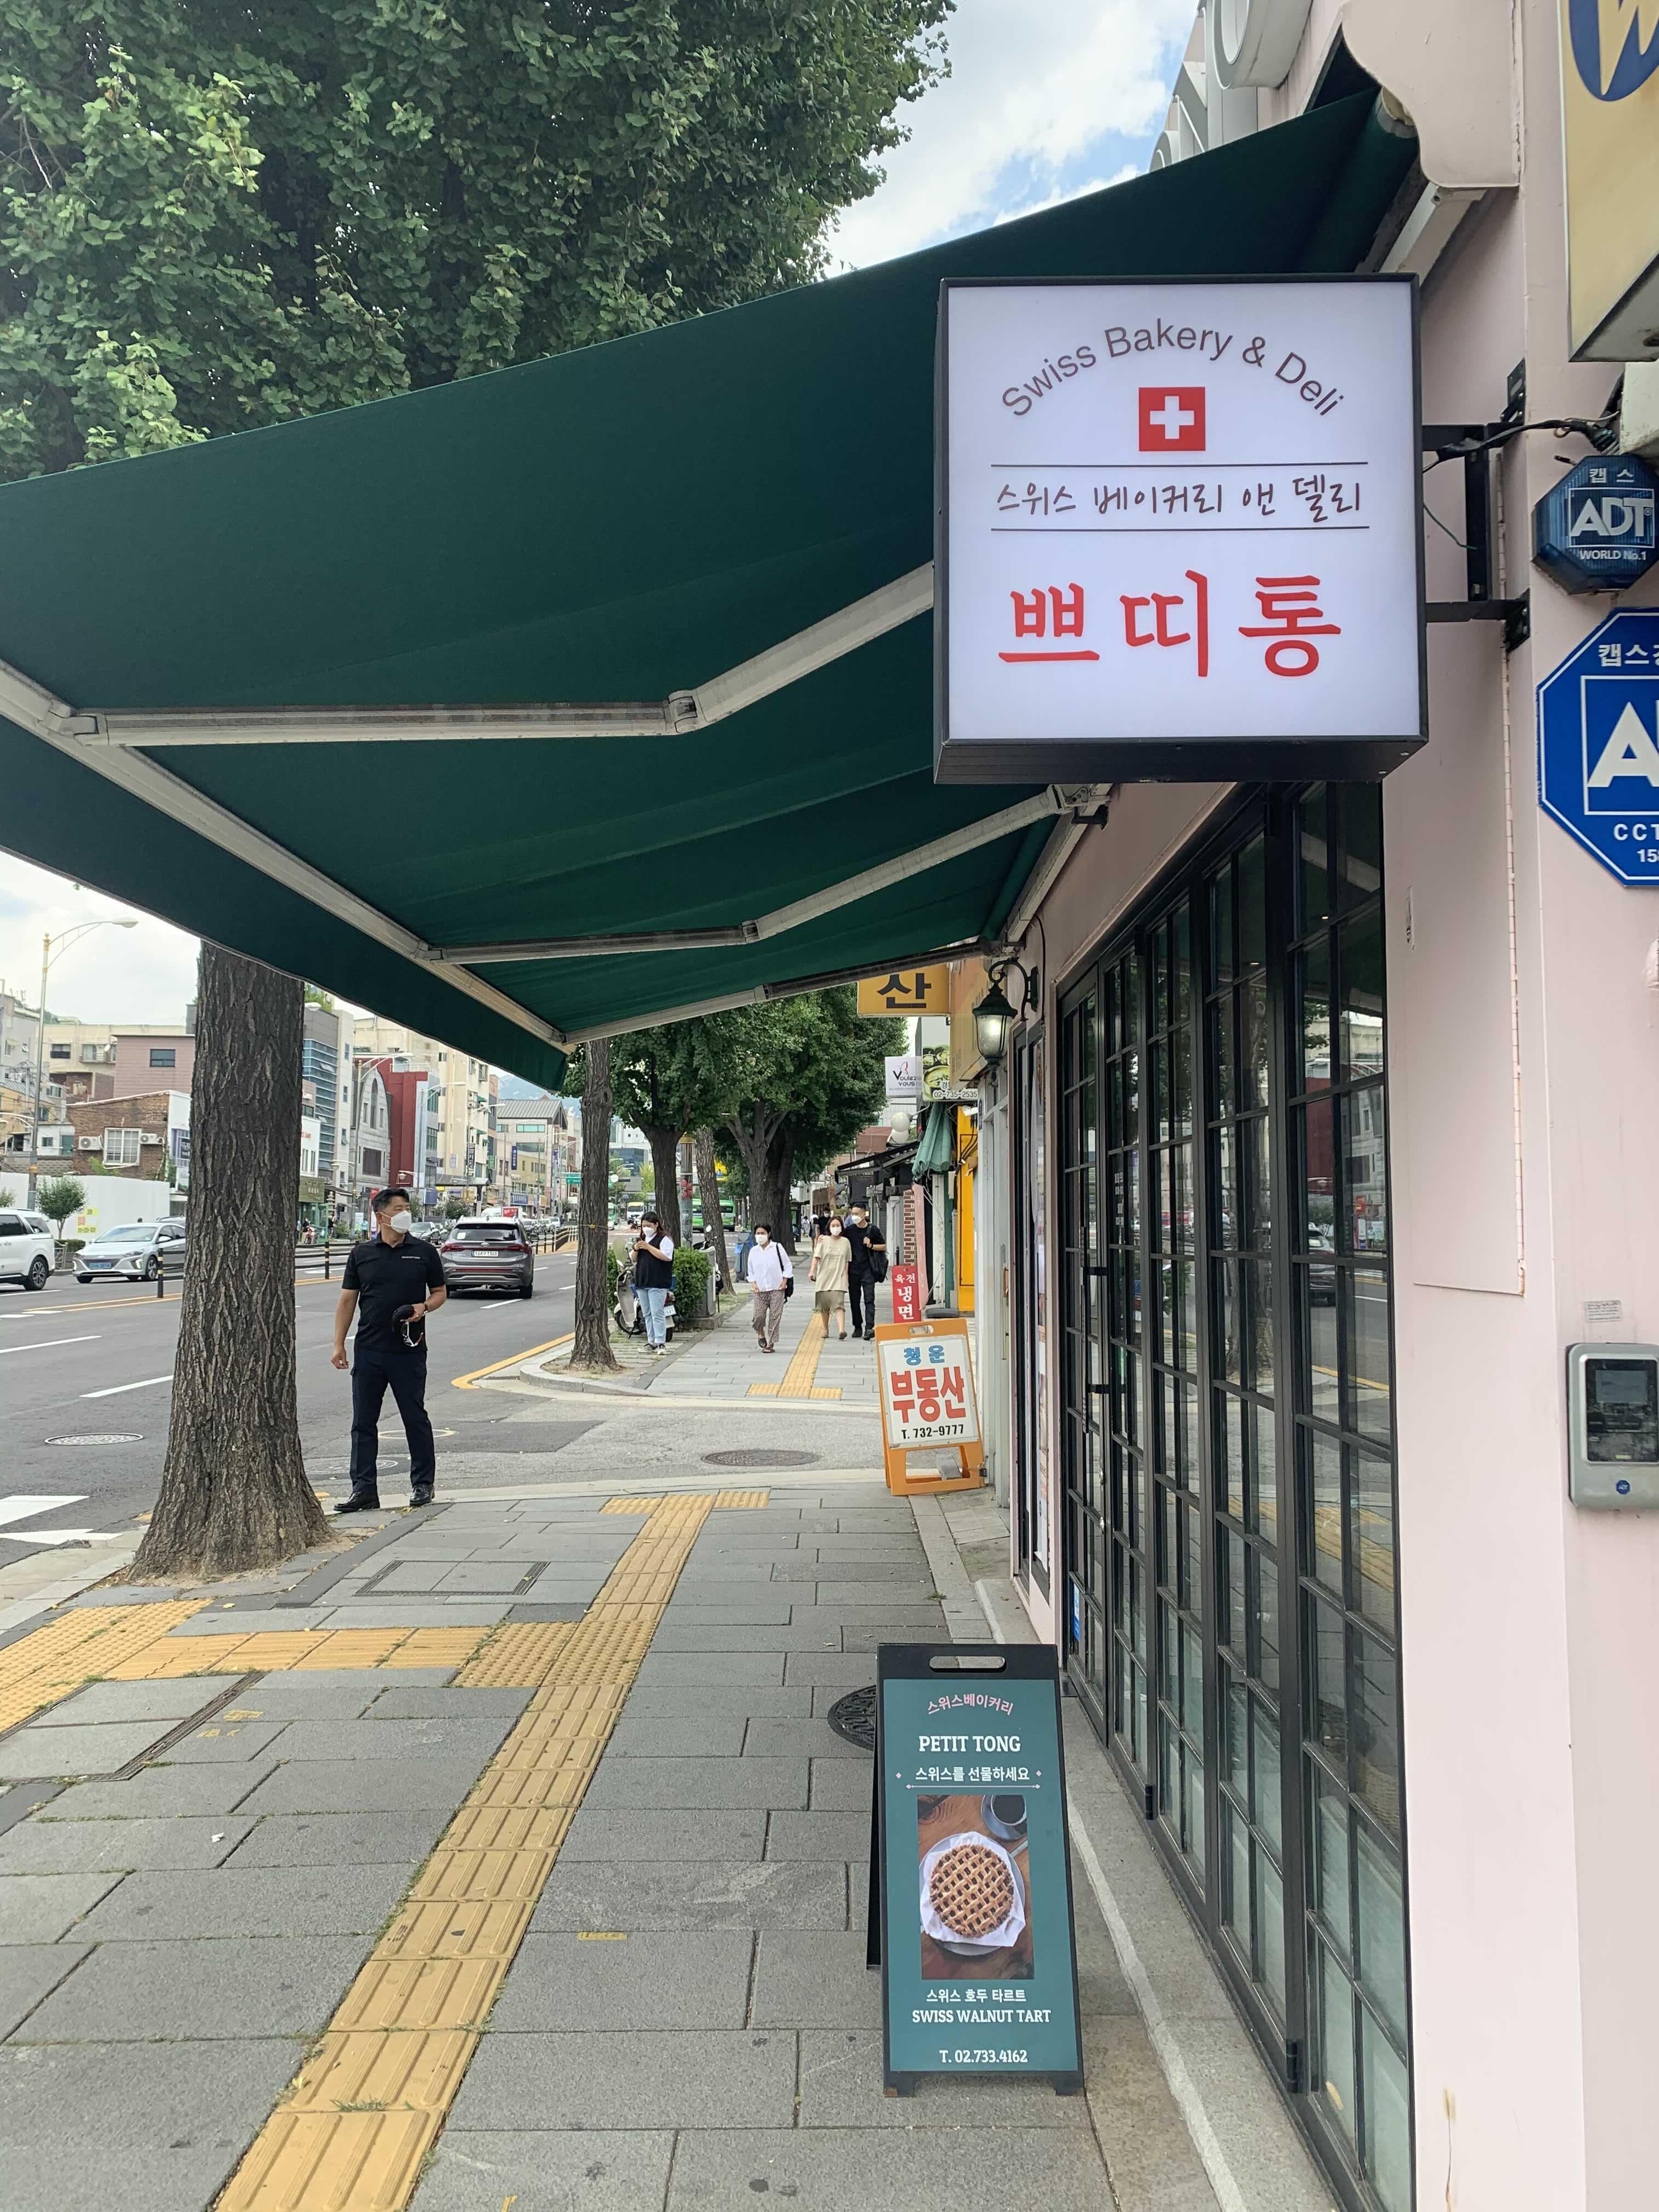 Swiss Bakery & Deli
스위스 베이커리 앤 델리
쁘띠통
캡스
ADT
WORLD No.1
산
육전
냉면
청운
부동산
T. 732-9777
스위스베이커리
PETIT TONG
스위스를 선물하세요
스위스 호두 타르트
SWISS WALNUT TART
T. 02.733.4162